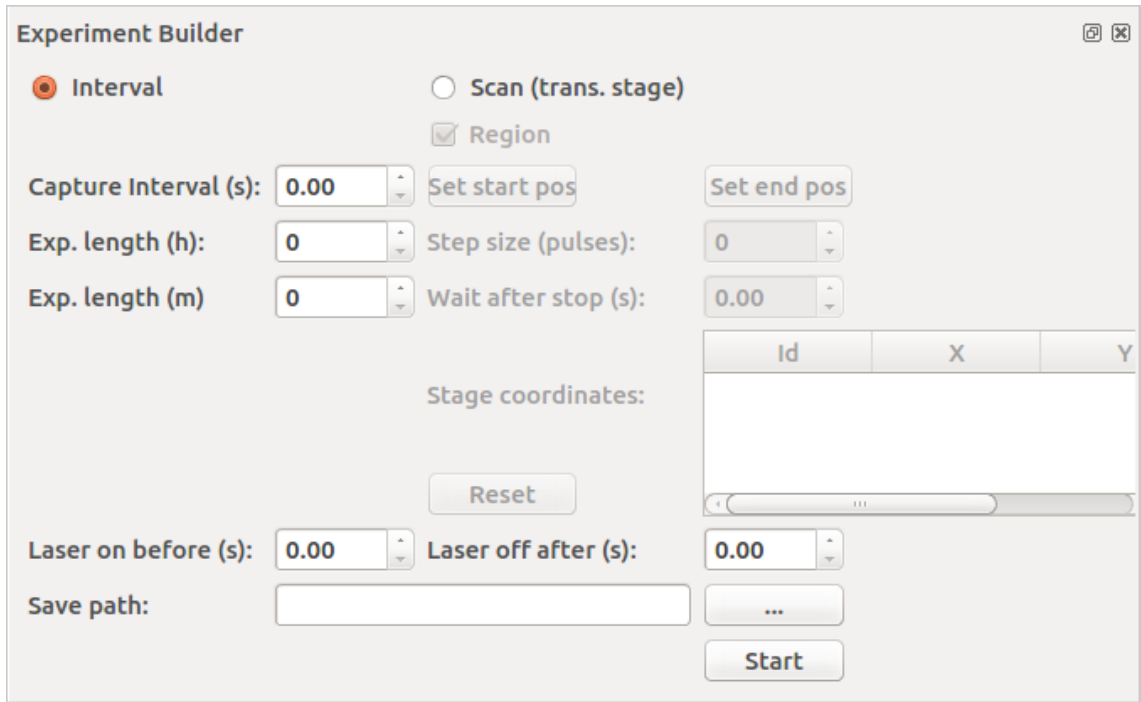 Experiment Builder
Interval Scan (trans. stage)
Region
Capture Interval (s): 0.00 Set start pos Set end pos
Exp. length (h): 0 Step size (pulses): 0
Exp. length (m) 0 Wait after stop (s): 0.00
Id X Y
Stage coordinates:
Reset
Laser on before (s): 0.00 Laser off after (s): 0.00
Save path: ...
Start